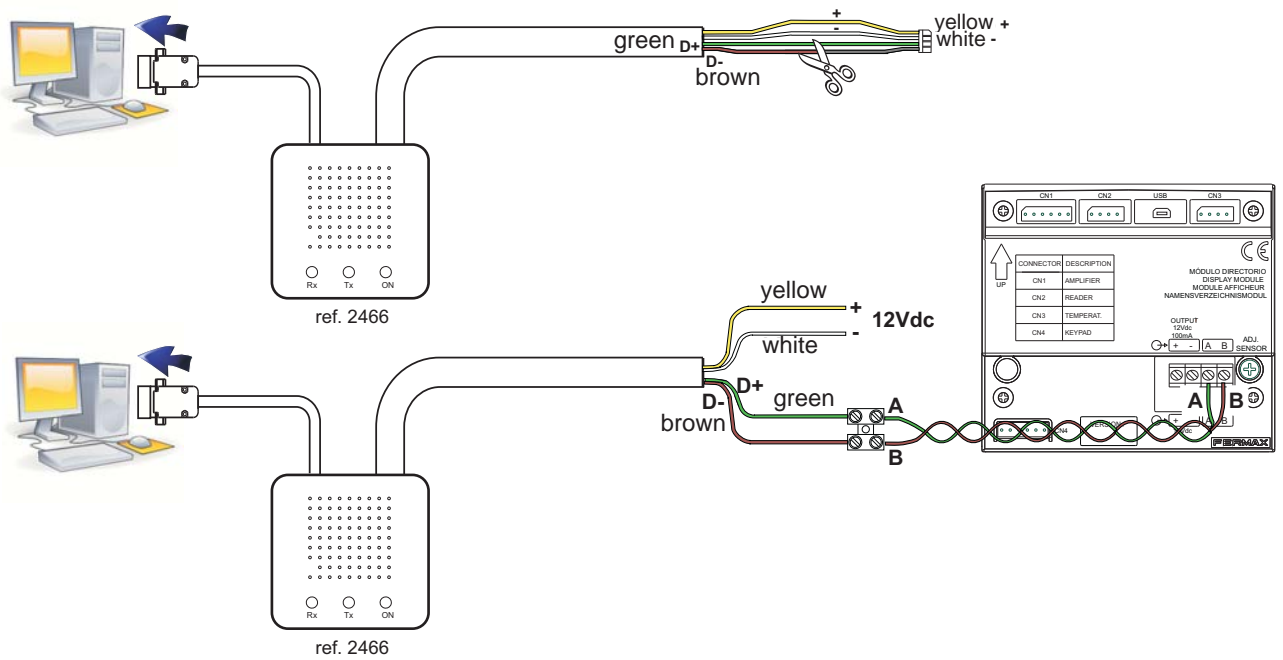 +
-
yellow +
white -
green D+
D-
brown
Rx Tx ON
ref. 2466
CN1 CN2 USB CN3
CE
UP
CONNECTOR DESCRIPTION
CN1 AMPLIFIER
CN2 READER
CN3 TEMPERAT.
CN4 KEYPAD
MÓDULO DIRECTORIO
DISPLAY MODULE
MODULE AFFICHEUR
NAMENSVERZEICHNISMODUL
OUTPUT
12Vdc
100mA
+ - A B
ADJ.
SENSOR
A B
CN4
VERSION
+ A B
FERMAX
yellow
+
12Vdc
-
white
D+
green
D-
brown
A
B
Rx Tx ON
ref. 2466